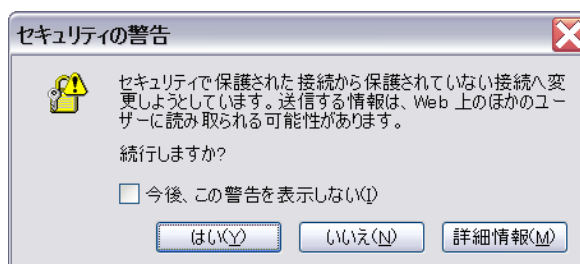 セキュリティの警告
セキュリティで保護された接続から保護されていない接続へ変
更しようとしています。送信する情報は、Web 上のほかのユー
ザーに読み取られる可能性があります。
続行しますか?
今後、この警告を表示しない(I)
はい(Y)
いいえ(N)
詳細情報(M)